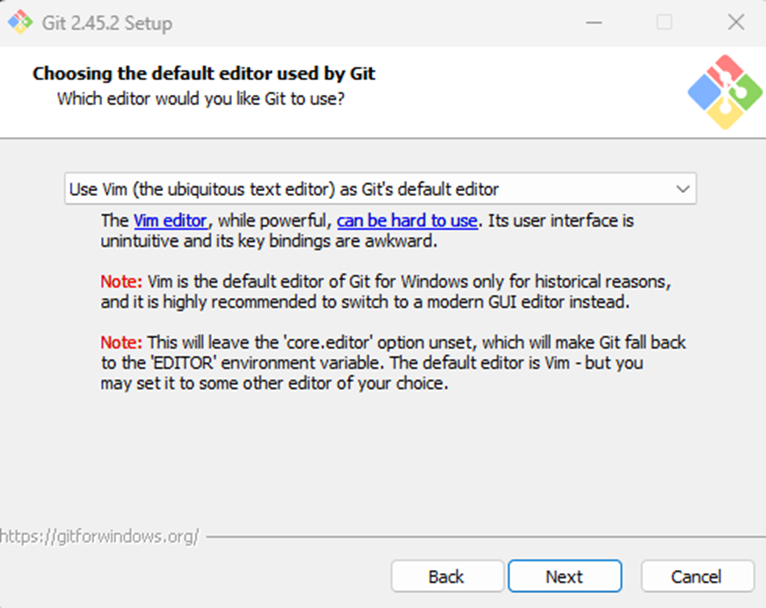 Git 2.45.2 Setup
Choosing the default editor used by Git
Which editor would you like Git to use?
Use Vim (the ubiquitous text editor) as Git's default editor
The Vim editor, while powerful, can be hard to use. Its user interface is
unintuitive and its key bindings are awkward.
Note: Vim is the default editor of Git for Windows only for historical reasons,
and it is highly recommended to switch to a modern GUI editor instead.
Note: This will leave the 'core.editor' option unset, which will make Git fall back
to the 'EDITOR' environment variable. The default editor is Vim - but you
may set it to some other editor of your choice.
https://gitforwindows.org/
Back Next Cancel